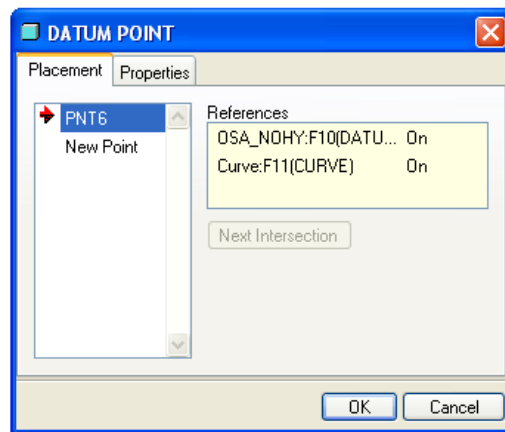 DATUM POINT
Placement
Properties
PNT6
New Point
References
OSA_NOHY:F10(DATU... On
Curve:F11(CURVE) On
Next Intersection
OK
Cancel